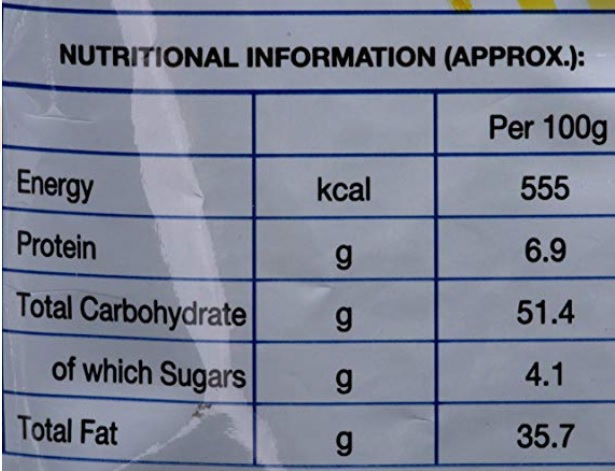 NUTRITIONAL INFORMATION (APPROX.):
Per 100g
Energy kcal 555
Protein g 6.9
Total Carbohydrate g 51.4
of which Sugars g 4.1
Total Fat g 35.7